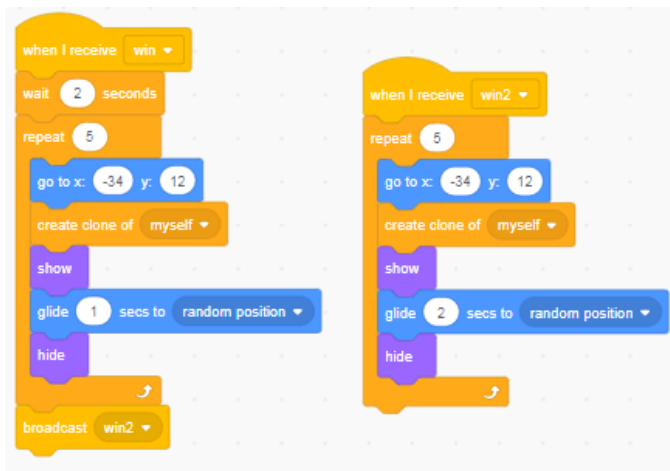 when I receive win
wait 2 seconds
repeat 5
go to x: -34 y: 12
create clone of myself
show
glide 1 secs to random position
hide
broadcast win2
when I receive win2
repeat 5
go to x: -34 y: 12
create clone of myself
show
glide 2 secs to random position
hide